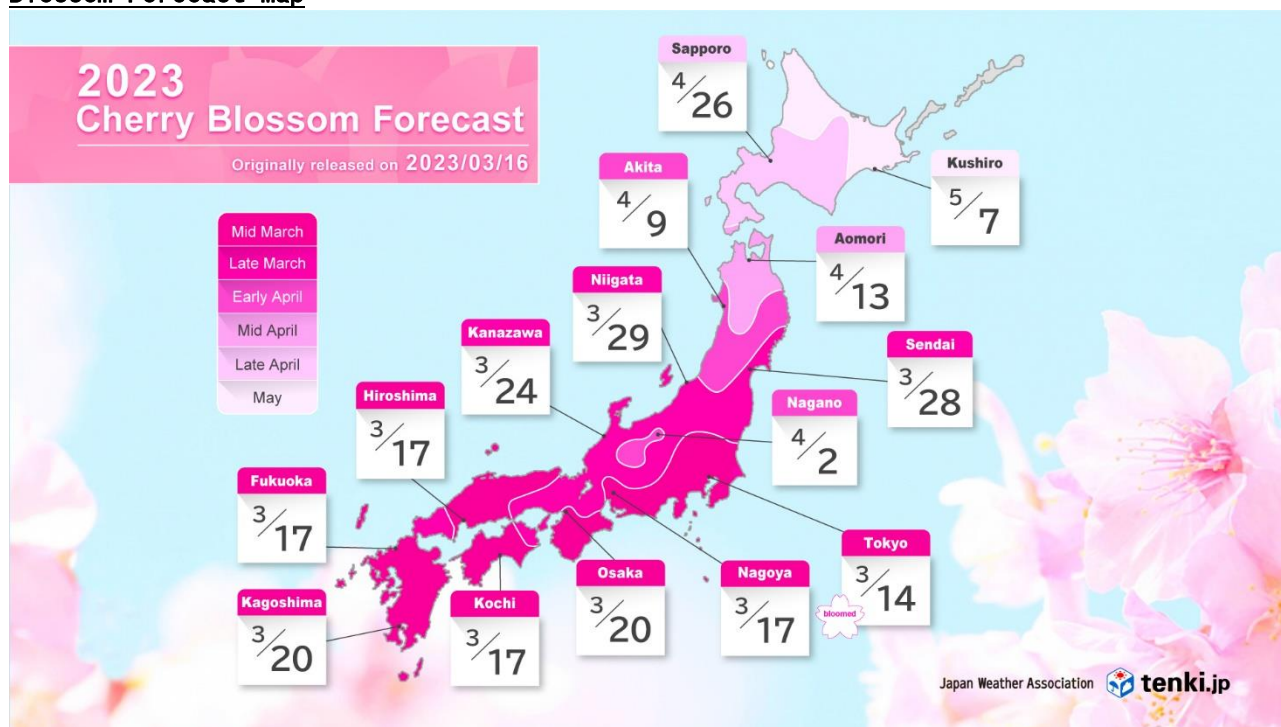 Blossom Forecast Map
2023
Cherry Blossom Forecast
Originally released on 2023/03/16
Mid March
Late March
Early April
Mid April
Late April
May
Sapporo
4/26
Kushiro
5/7
Akita
4/9
Aomori
4/13
Niigata
3/29
Sendai
3/28
Kanazawa
3/24
Nagano
4/2
Hiroshima
3/17
Fukuoka
3/17
Tokyo
3/14
bloomed
Kagoshima
3/20
Kochi
3/17
Osaka
3/20
Nagoya
3/17
Japan Weather Association tenki.jp